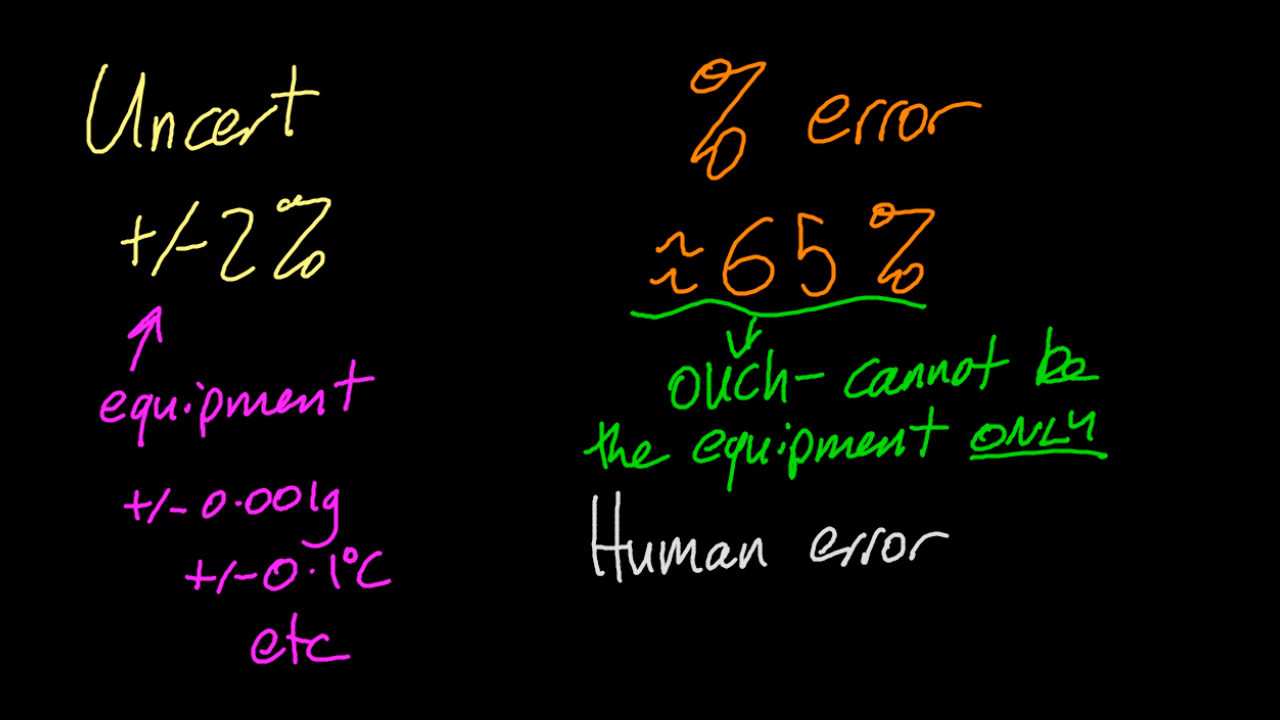 Uncert
+/-2%
equipment
+/-0.001g
+/-0.1°C
etc
% error
≈65%
OUCH- cannot be
the equipment ONLY
Human error